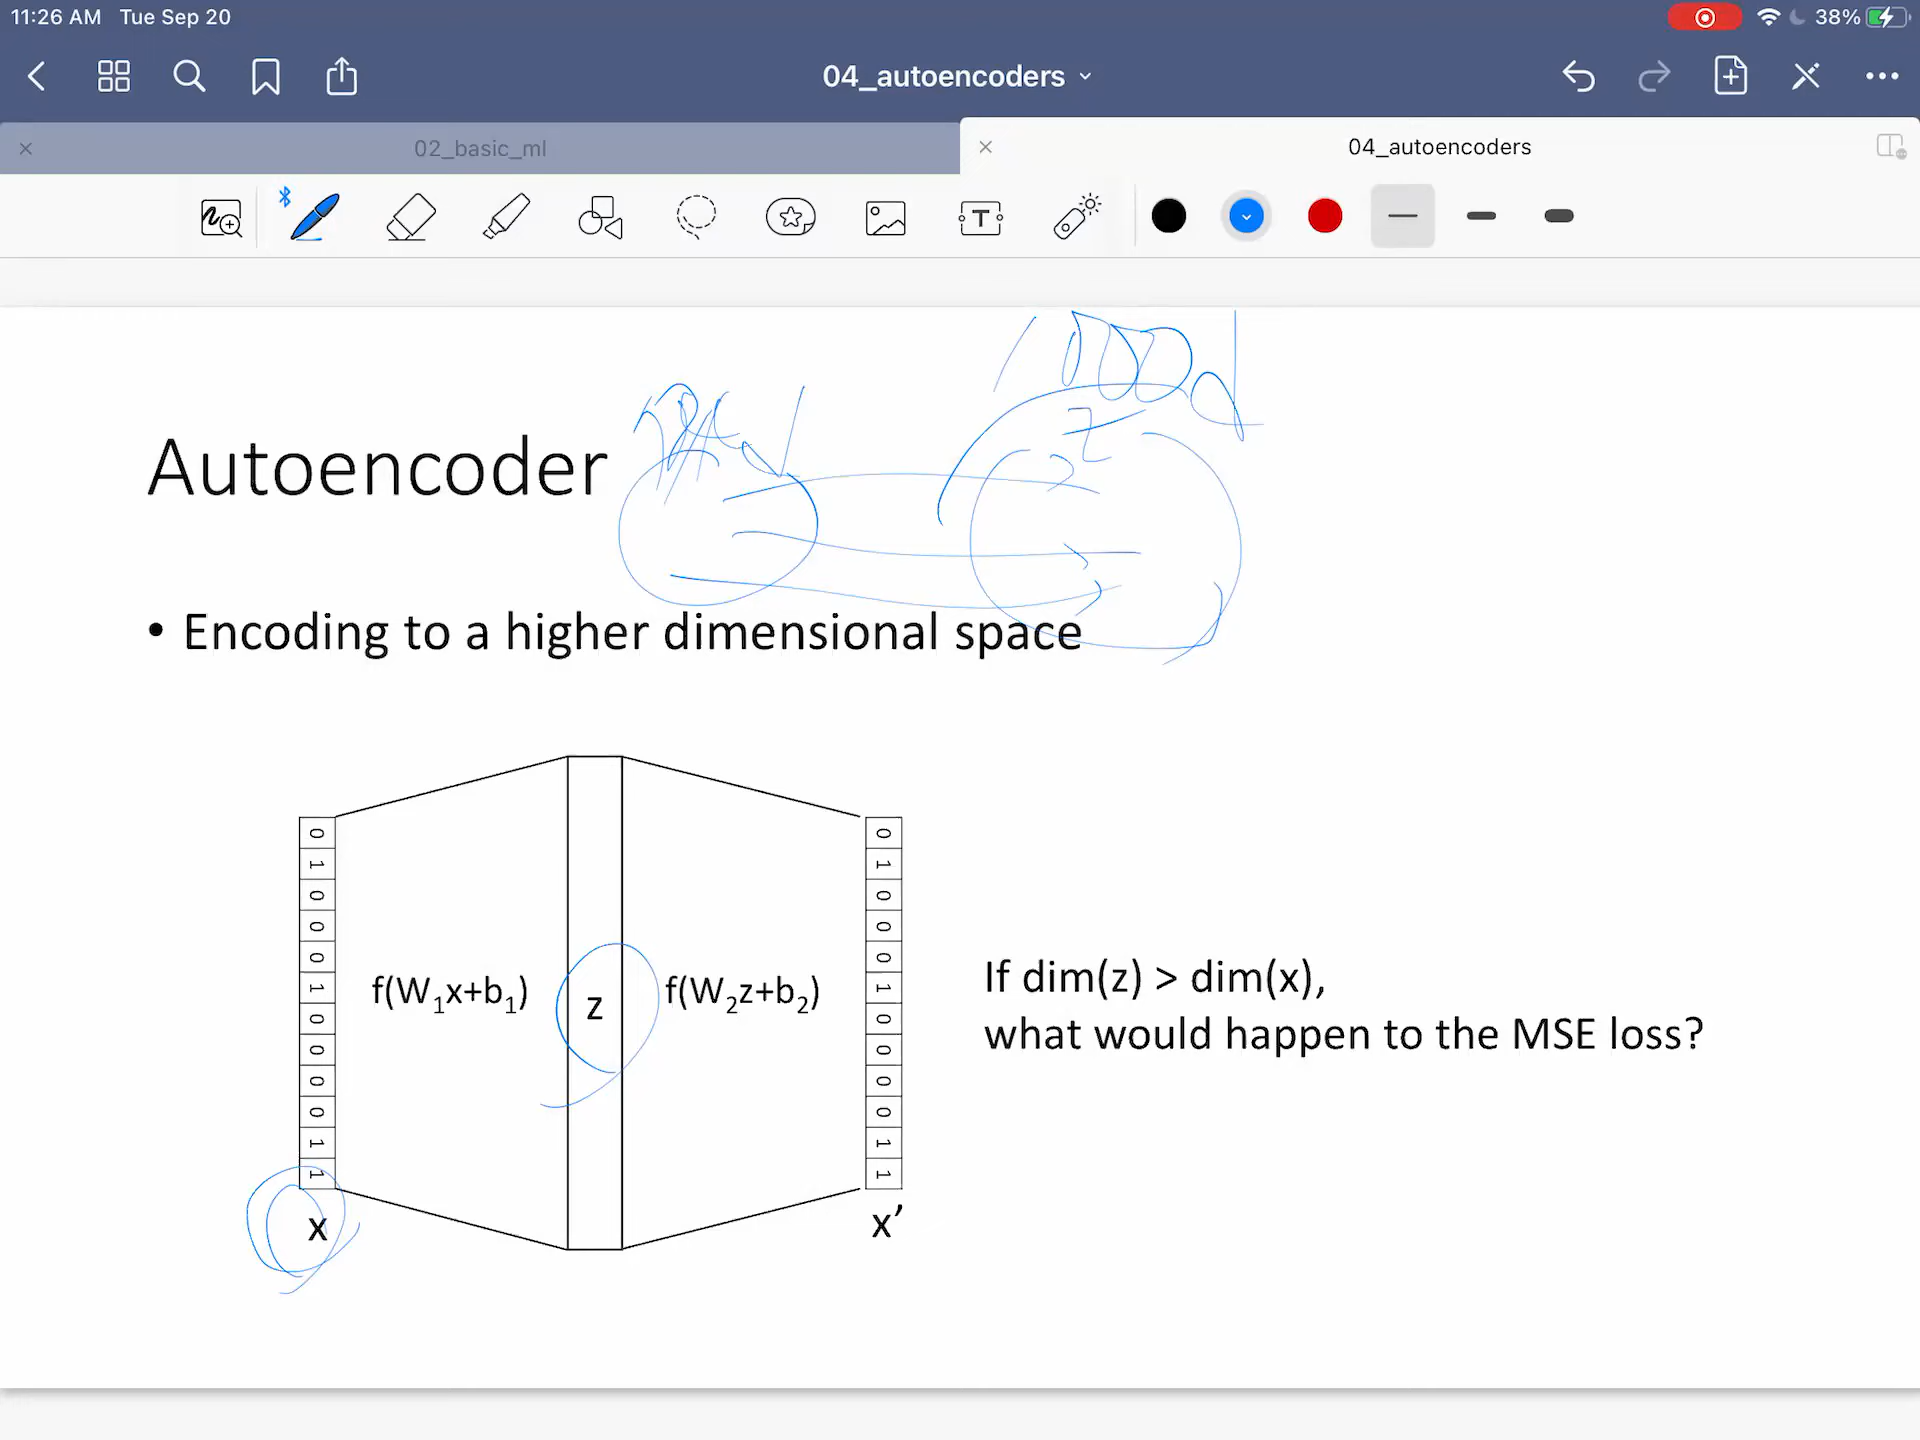 11:26 AM Tue Sep 20
38%
04_autoencoders
02_basic_ml
04_autoencoders
T
1000d
z
Autoencoder
• Encoding to a higher dimensional space
0 1 0 0 0 1 0 0 0 0 1 1
f(W₁x+b₁)
z
f(W₂z+b₂)
0 1 0 0 0 1 0 0 0 0 1 1
If dim(z) > dim(x),
what would happen to the MSE loss?
x
x’